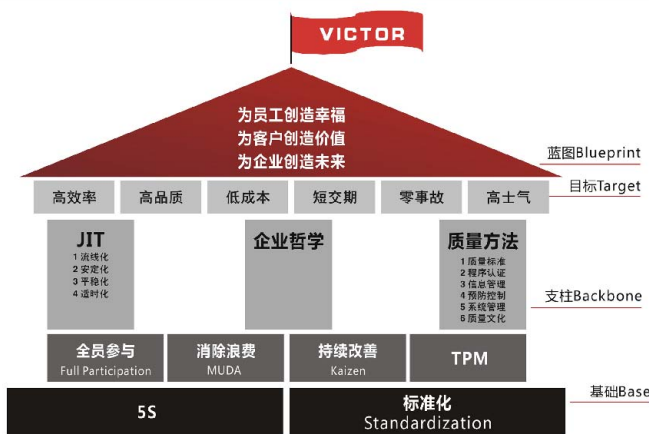 VICTOR
为员工创造幸福
为客户创造价值
为企业创造未来
蓝图Blueprint
目标Target
高效率 高品质 低成本 短交期 零事故 高士气
JIT
1 流线化
2 安定化
3 平稳化
4 适时化
企业哲学
质量方法
1 质量标准
2 程序认证
3 信息管理
4 预防控制
5 系统管理
6 质量文化
支柱Backbone
全员参与
Full Participation
消除浪费
MUDA
持续改善
Kaizen
TPM
基础Base
5S
标准化
Standardization